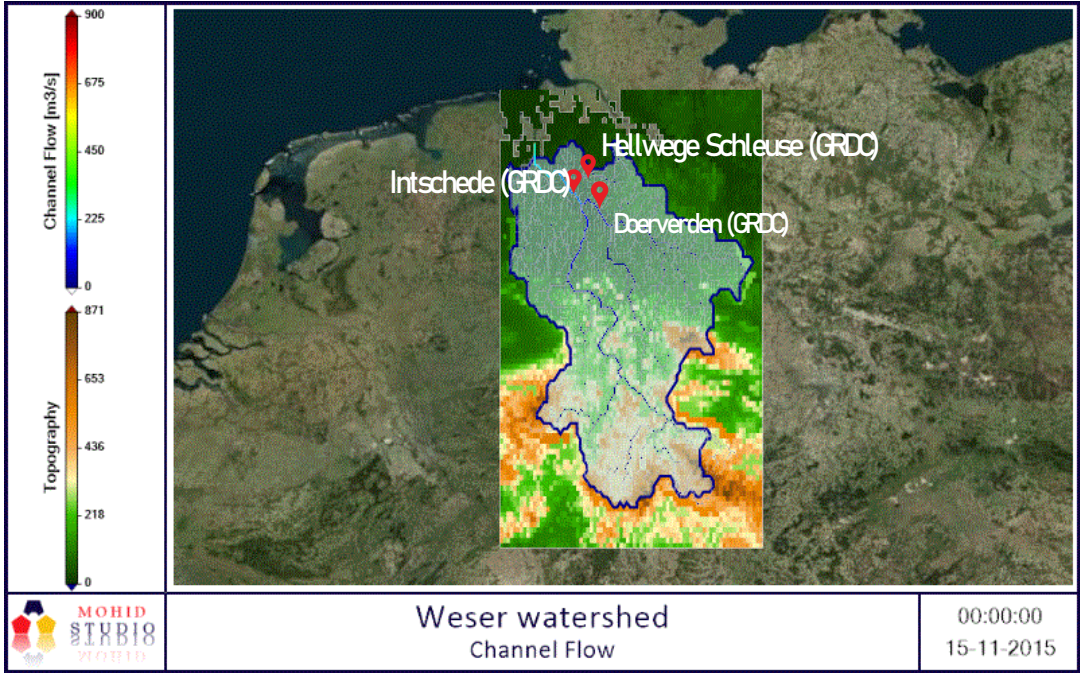 900
675
450
225
0
Channel Flow [m3/s]
871
653
436
218
0
Topography
Hellwege Schleuse (GRDC)
Intschede (GRDC)
Doerverden (GRDC)
MOHID
STUDIO
Weser watershed
Channel Flow
00:00:00
15-11-2015